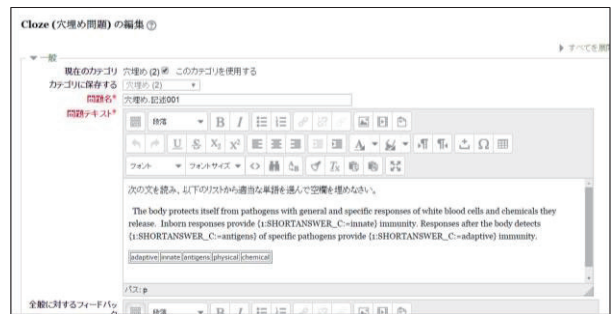 Cloze (穴埋め問題) の編集
すべてを展
一般
現在のカテゴリ 穴埋め (2) このカテゴリを使用する
カテゴリに保存する 穴埋め (2)
問題名* 穴埋め.記述001
問題テキスト*
段落 B I
U S X₁ X² A
フォント フォントサイズ <> Tx
次の文を読み、以下のリストから適当な単語を選んで空欄を埋めなさい。
The body protects itself from pathogens with general and specific responses of white blood cells and chemicals they
release. Inborn responses provide {1:SHORTANSWER_C:=innate} immunity. Responses after the body detects
{1:SHORTANSWER_C:=antigens} of specific pathogens provide {1:SHORTANSWER_C:=adaptive} immunity.
adaptive innate antigens physical chemical
パス: p
全般に対するフィードバッ
ク
段落 B I